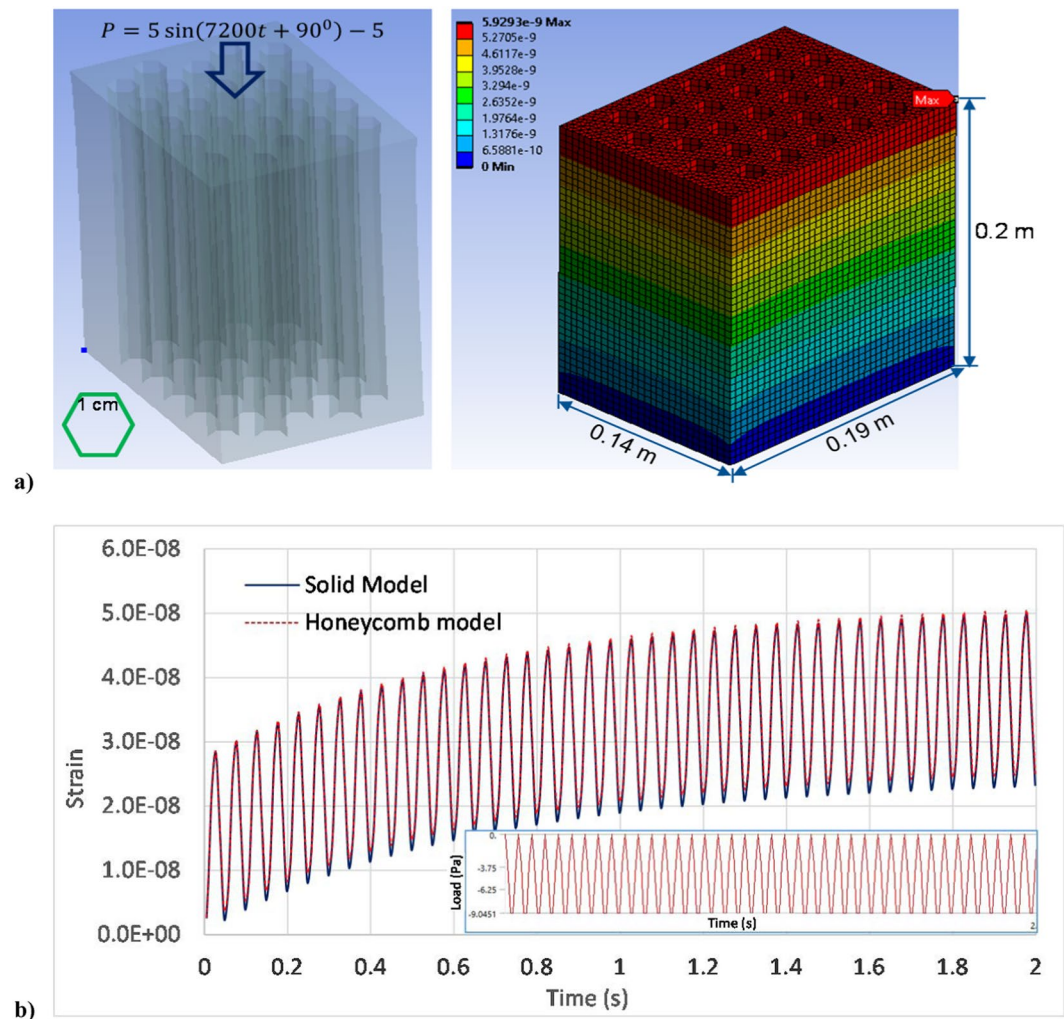 P = 5 sin(7200t + 90⁰) − 5
1 cm
5.9293e-9 Max
5.2705e-9
4.6117e-9
3.9528e-9
3.294e-9
2.6352e-9
1.9764e-9
1.3176e-9
6.5881e-10
0 Min
Max
0.2 m
0.14 m
0.19 m
a)
6.0E-08
5.0E-08
4.0E-08
3.0E-08
2.0E-08
1.0E-08
0.0E+00
Strain
Solid Model
Honeycomb model
0.
-3.75
-6.25
-9.0451
Load (Pa)
Time (s)
2
0 0.2 0.4 0.6 0.8 1 1.2 1.4 1.6 1.8 2
Time (s)
b)